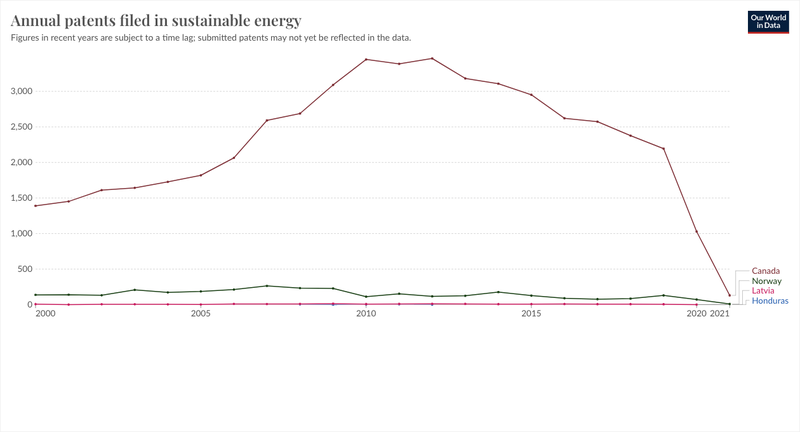 Annual patents filed in sustainable energy
Figures in recent years are subject to a time lag; submitted patents may not yet be reflected in the data.
Our World
in Data
3,000
2,500
2,000
1,500
1,000
500
0
2000
2005
2010
2015
2020
2021
Canada
Norway
Latvia
Honduras